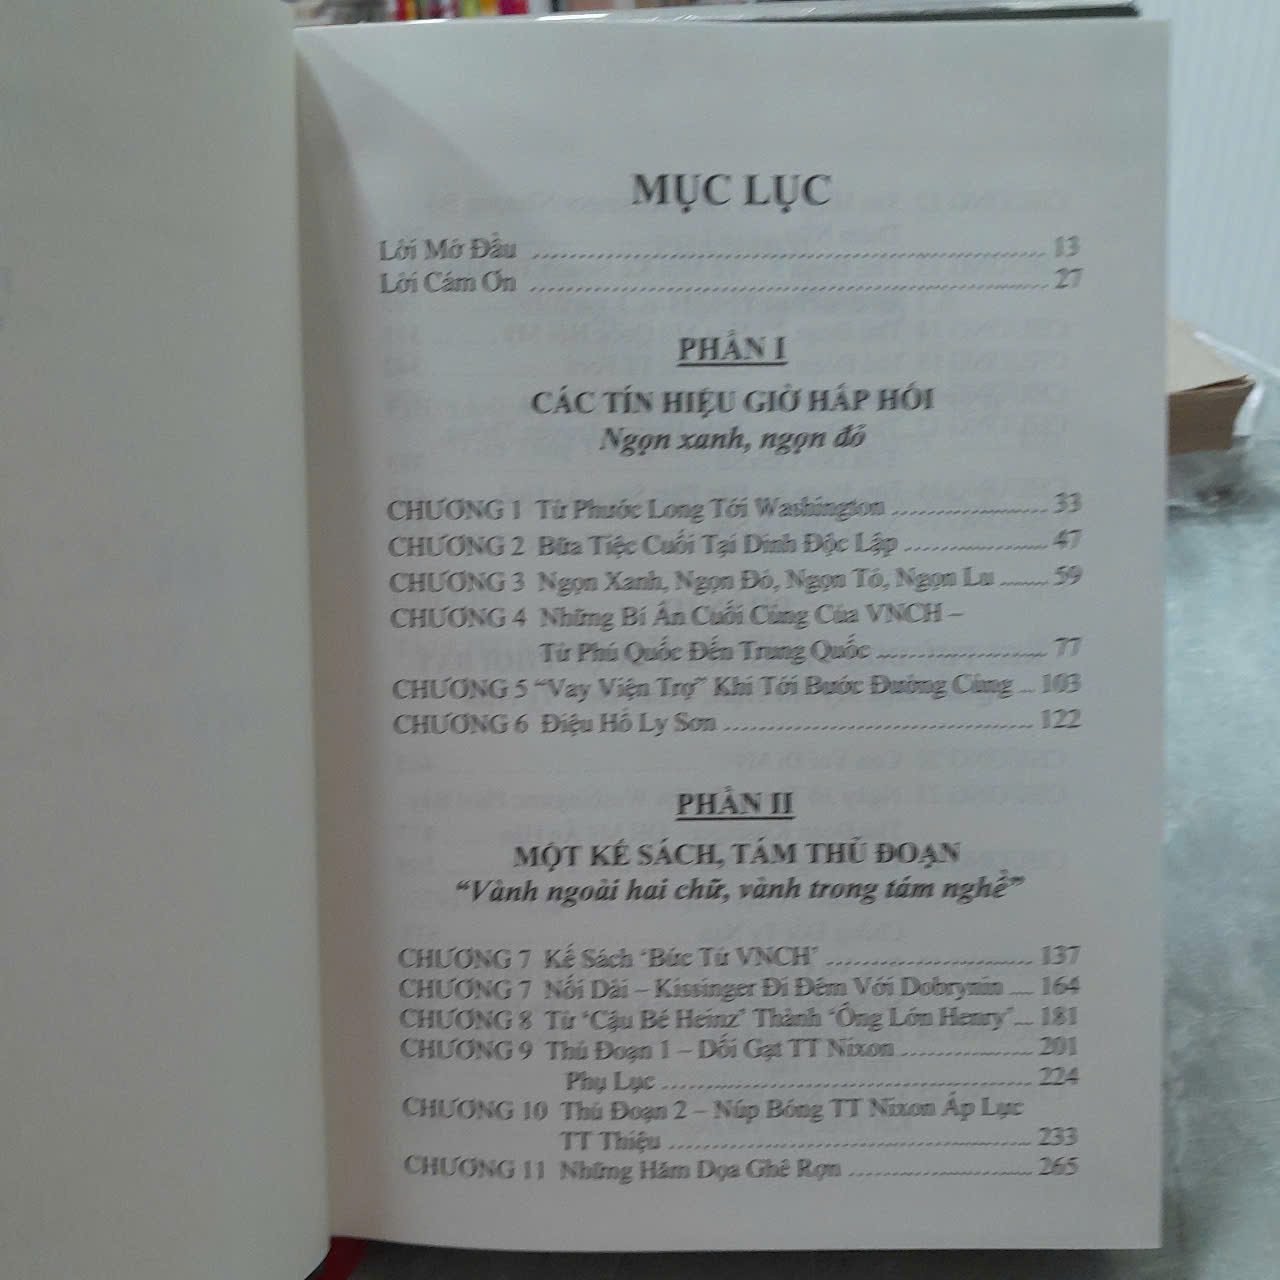 MỤC LỤC
Lời Mở Đầu ........ 13
Lời Cám Ơn ........ 27
PHẦN I
CÁC TÍN HIỆU GIỜ HẤP HỐI
Ngọn xanh, ngọn đỏ
CHƯƠNG 1 Từ Phước Long Tới Washington ........ 33
CHƯƠNG 2 Bữa Tiệc Cuối Tại Dinh Độc Lập ........ 47
CHƯƠNG 3 Ngọn Xanh, Ngọn Đỏ, Ngọn Tỏ, Ngọn Lu ........ 59
CHƯƠNG 4 Những Bí Ẩn Cuối Cùng Của VNCH –
Từ Phú Quốc Đến Trung Quốc ........ 77
CHƯƠNG 5 “Vay Viện Trợ” Khi Tới Bước Đường Cùng ... 103
CHƯƠNG 6 Điệu Hổ Ly Sơn ........ 122
PHẦN II
MỘT KẾ SÁCH, TÁM THỦ ĐOẠN
“Vành ngoài hai chữ, vành trong tám nghề”
CHƯƠNG 7 Kế Sách ‘Bức Tử VNCH’ ........ 137
CHƯƠNG 7 Nối Dài – Kissinger Đi Đêm Với Dobrynin .... 164
CHƯƠNG 8 Từ ‘Cậu Bé Heinz’ Thành ‘Ông Lớn Henry’ ... 181
CHƯƠNG 9 Thủ Đoạn 1 – Dối Gạt TT Nixon ........ 201
Phụ Lục ........ 224
CHƯƠNG 10 Thủ Đoạn 2 – Núp Bóng TT Nixon Áp Lực
TT Thiệu ........ 233
CHƯƠNG 11 Những Hăm Dọa Ghê Rợn ........ 265